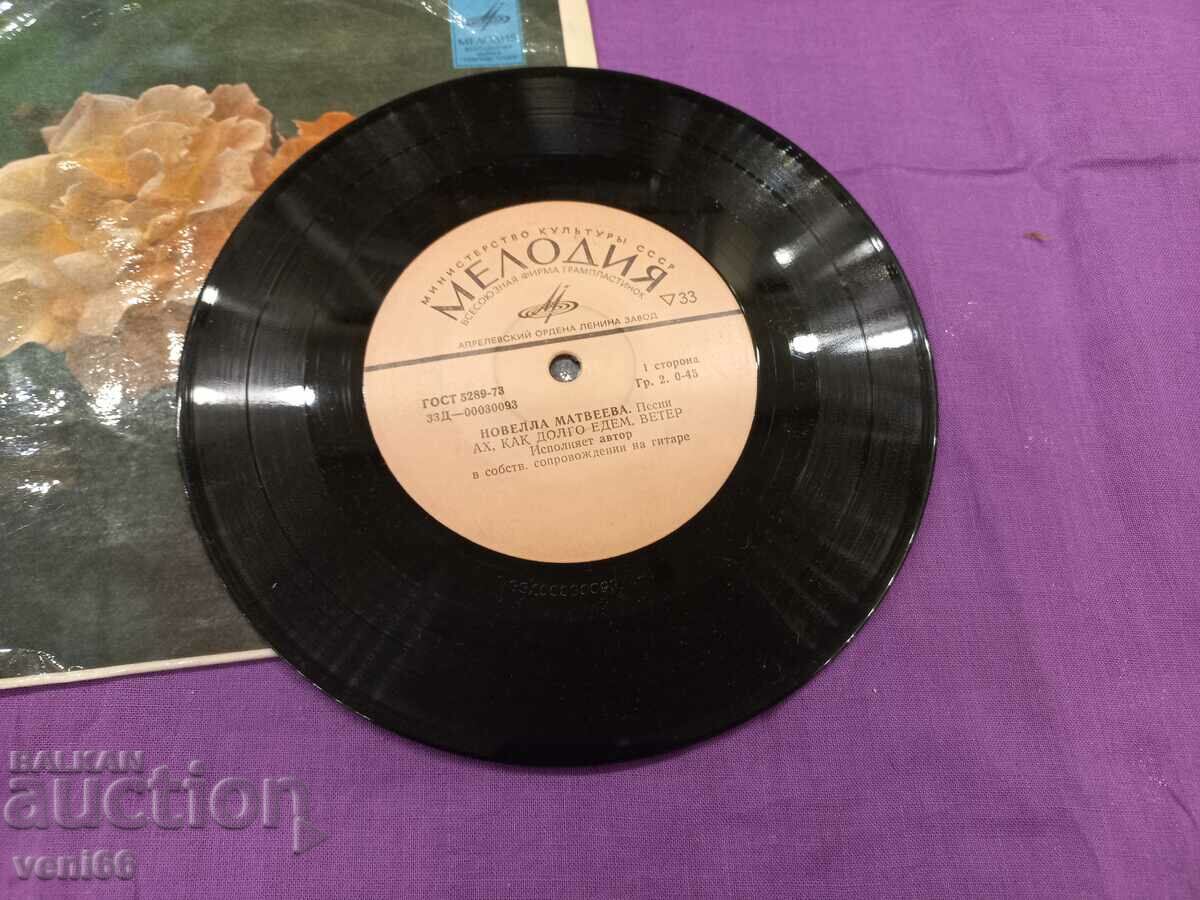 МЕЛОДИЯ
МИНИСТЕРСТВО КУЛЬТУРЫ СССР
МЕЛОДИЯ
ВСЕСОЮЗНАЯ ФИРМА ГРАМПЛАСТИНОК
▽33
АПРЕЛЕВСКИЙ ОРДЕНА ЛЕНИНА ЗАВОД
ГОСТ 5289-73
33Д—00030093
1 сторона
Гр. 2. 0-45
НОВЕЛЛА МАТВЕЕВА. Песни
АХ, КАК ДОЛГО ЕДЕМ. ВЕТЕР
Исполняет автор
в собств. сопровождении на гитаре
BALKAN
auction
veni66